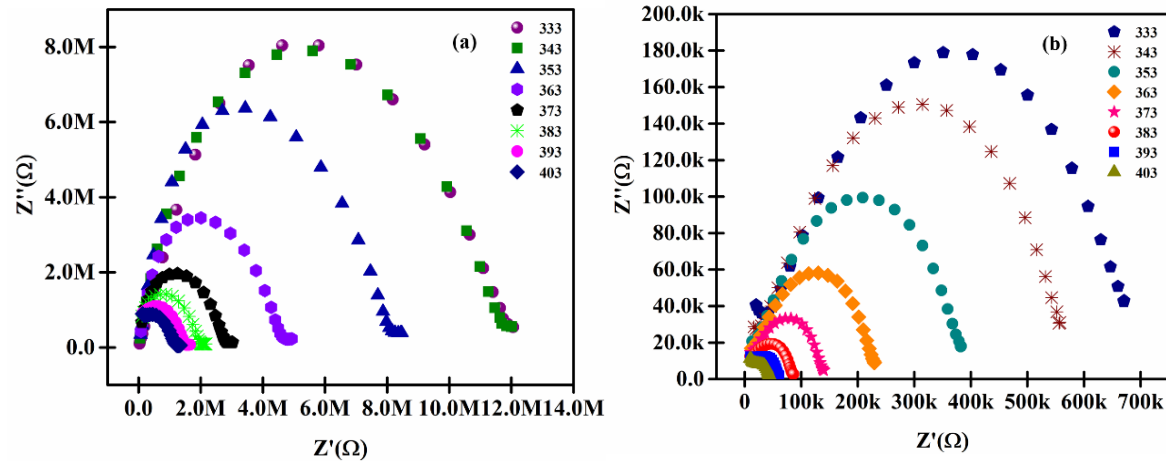 (a)
8.0M
6.0M
4.0M
2.0M
0.0
0.0 2.0M 4.0M 6.0M 8.0M 10.0M 12.0M 14.0M
Z''(Ω)
Z'(Ω)
333
343
353
363
373
383
393
403
(b)
200.0k
180.0k
160.0k
140.0k
120.0k
100.0k
80.0k
60.0k
40.0k
20.0k
0.0
0 100k 200k 300k 400k 500k 600k 700k
Z''(Ω)
Z'(Ω)
333
343
353
363
373
383
393
403